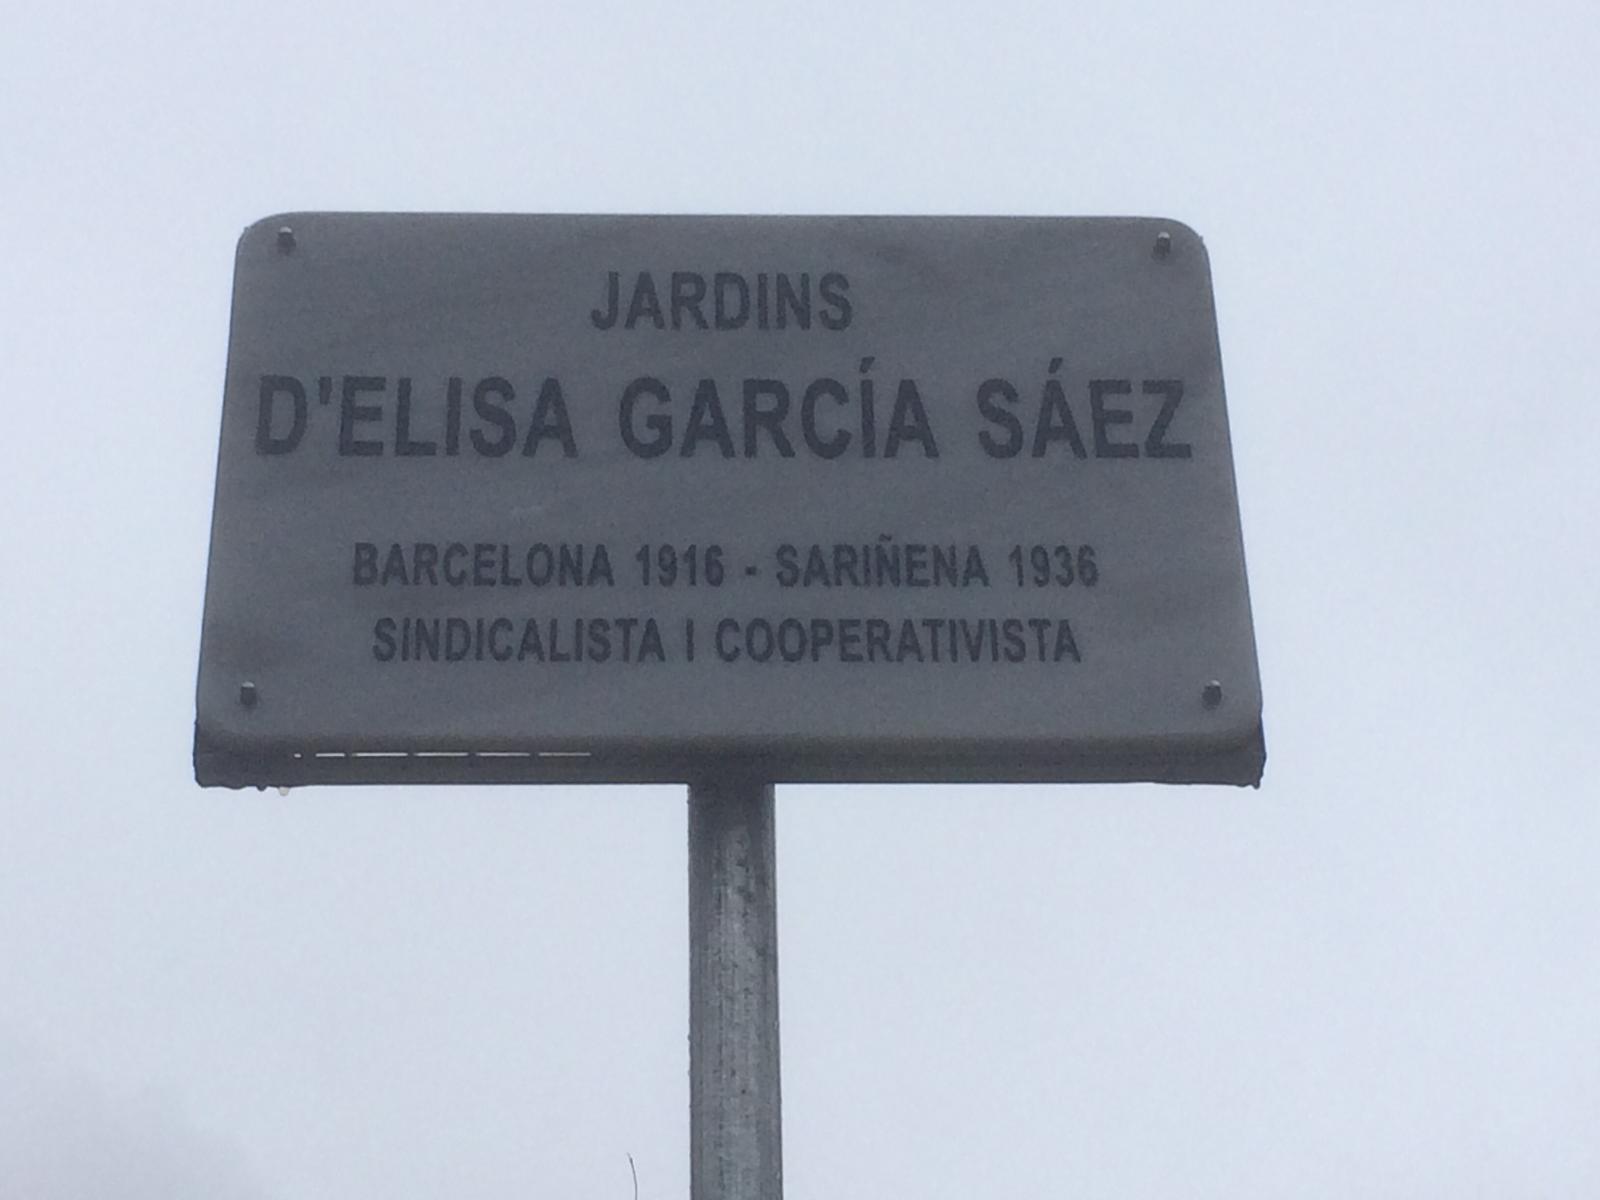 JARDINS
D'ELISA GARCÍA SÁEZ
BARCELONA 1916 - SARIÑENA 1936
SINDICALISTA I COOPERATIVISTA